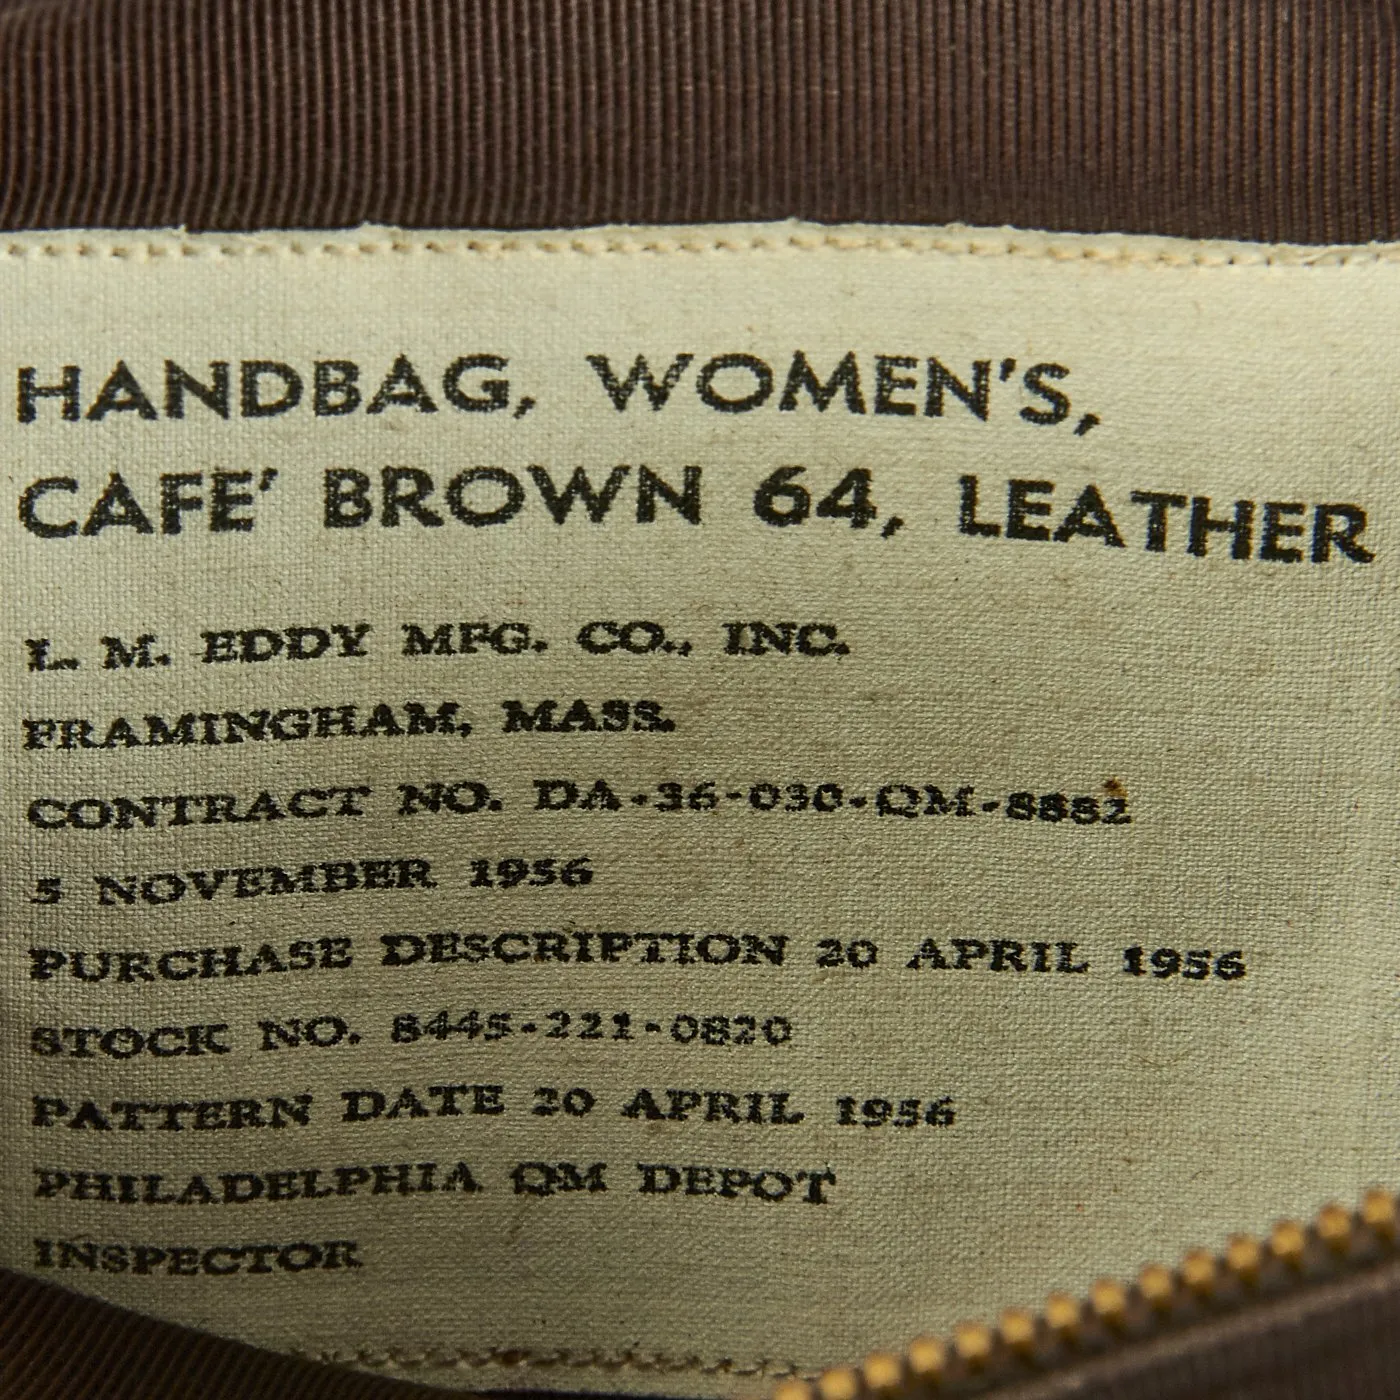 HANDBAG, WOMEN'S,
CAFE' BROWN 64, LEATHER
L. M. EDDY MFG. CO., INC.
FRAMINGHAM, MASS.
CONTRACT NO. DA-36-030-QM-8882
5 NOVEMBER 1956
PURCHASE DESCRIPTION 20 APRIL 1956
STOCK NO. 8445-221-0820
PATTERN DATE 20 APRIL 1956
PHILADELPHIA QM DEPOT
INSPECTOR